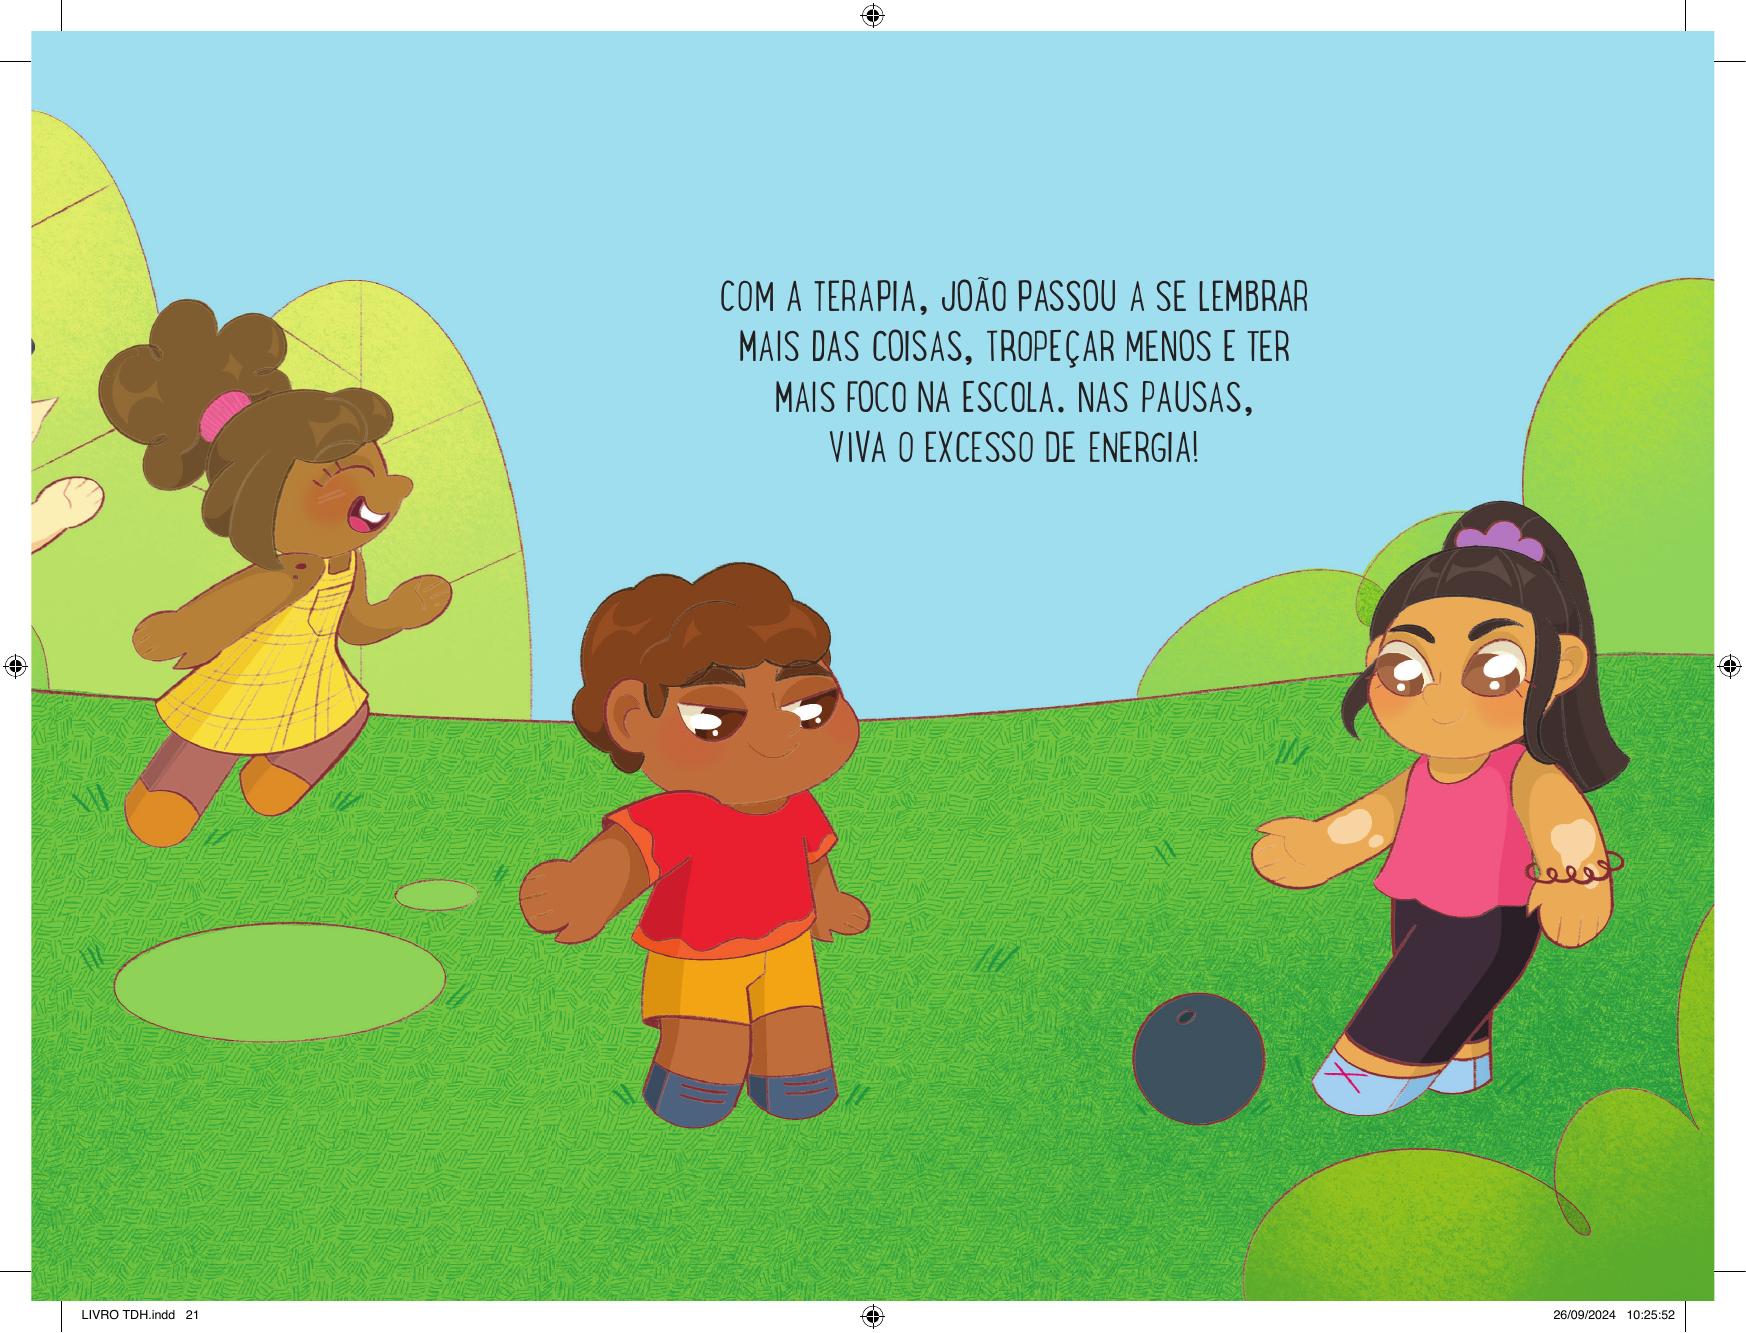 COM A TERAPIA, JOÃO PASSOU A SE LEMBRAR
MAIS DAS COISAS, TROPEÇAR MENOS E TER
MAIS FOCO NA ESCOLA. NAS PAUSAS,
VIVA O EXCESSO DE ENERGIA!
LIVRO TDH.indd 21 26/09/2024 10:25:52